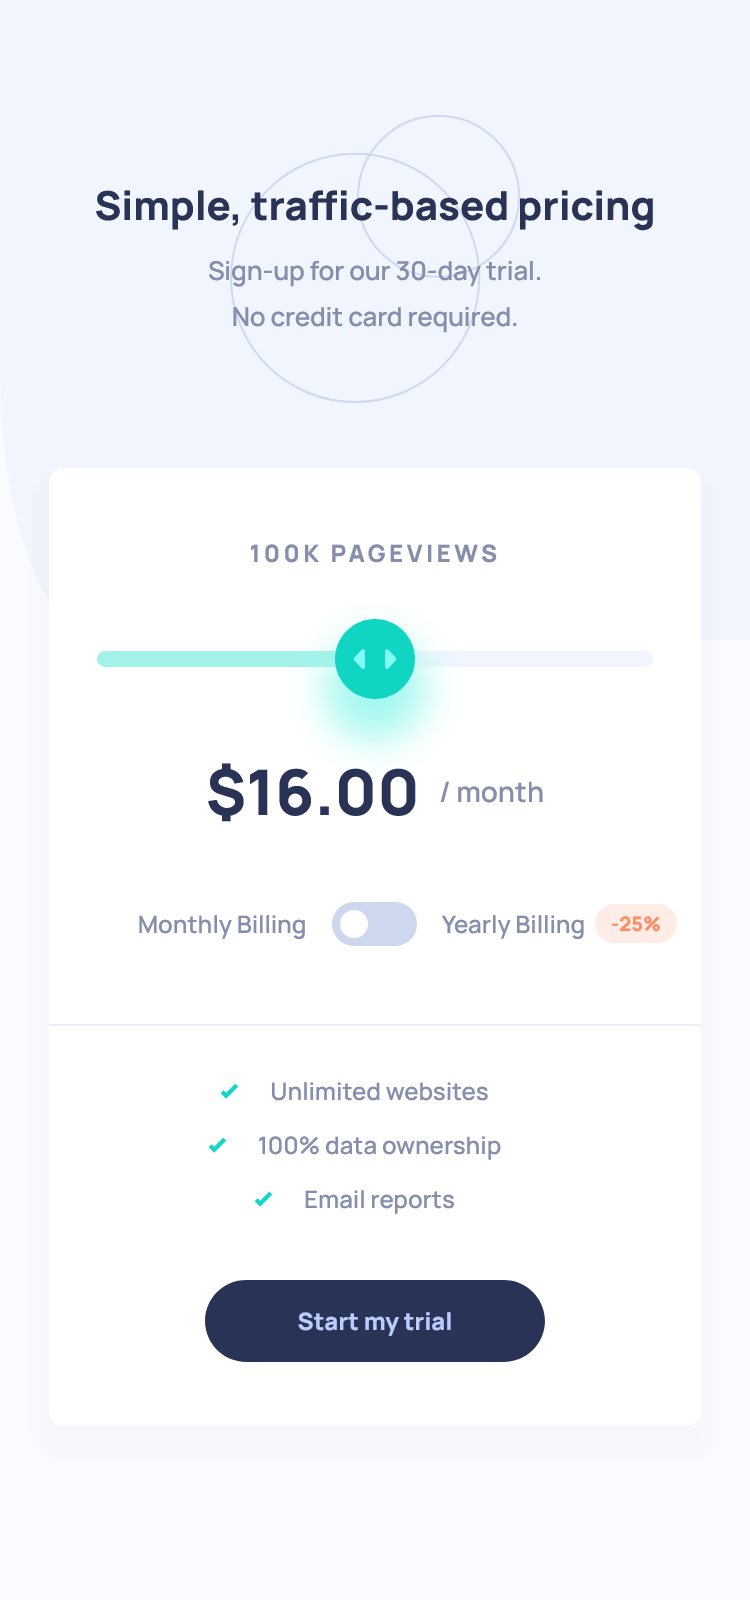 Simple, traffic-based pricing
Sign-up for our 30-day trial.
No credit card required.
100K PAGEVIEWS
$16.00 / month
Monthly Billing Yearly Billing -25%
Unlimited websites
100% data ownership
Email reports
Start my trial